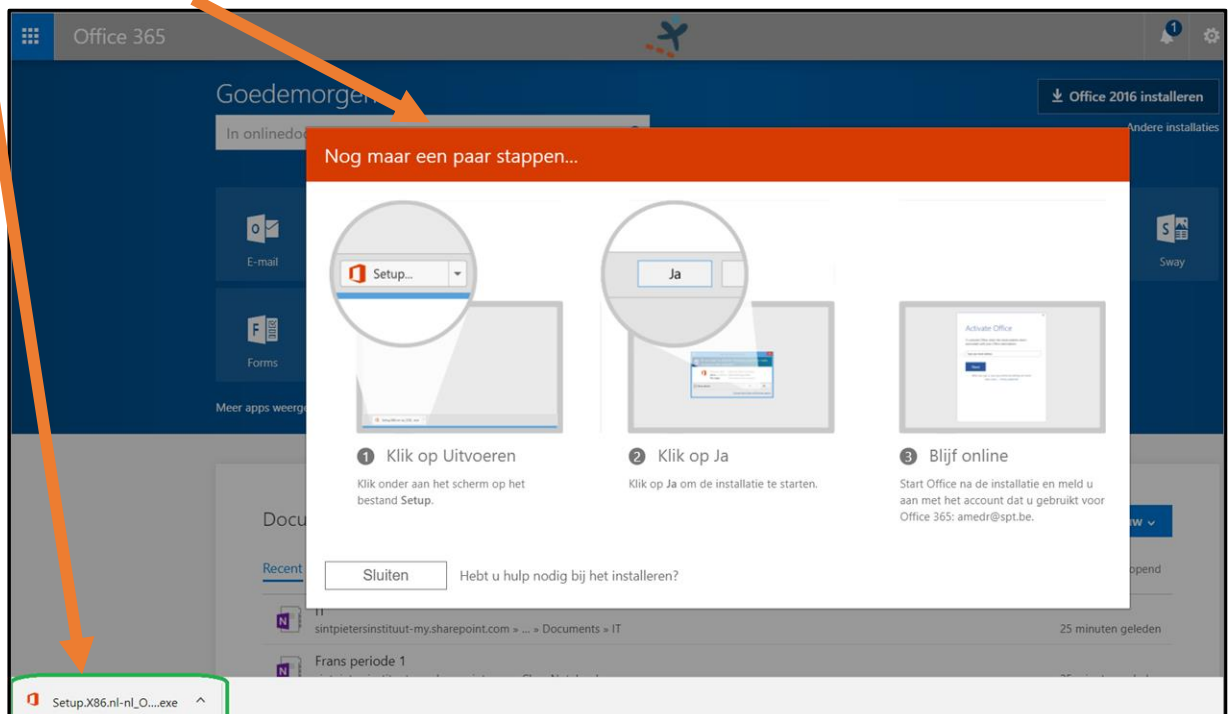 Office 365
1
Goedemorgen
Office 2016 installeren
In onlinedo
Andere installaties
Nog maar een paar stappen...
Setup...
Ja
E-mail
Sway
Activate Office
Forms
Meer apps weerg
1 Klik op Uitvoeren
2 Klik op Ja
3 Blijf online
Klik onder aan het scherm op het
bestand Setup.
Klik op Ja om de installatie te starten.
Start Office na de installatie en meld u
aan met het account dat u gebruikt voor
Office 365: amedr@spt.be.
Docu
Recent
opend
Sluiten
Hebt u hulp nodig bij het installeren?
IT
sintpietersinstituut-my.sharepoint.com » ... » Documents » IT
25 minuten geleden
Frans periode 1
Setup.X86.nl-nl_O....exe